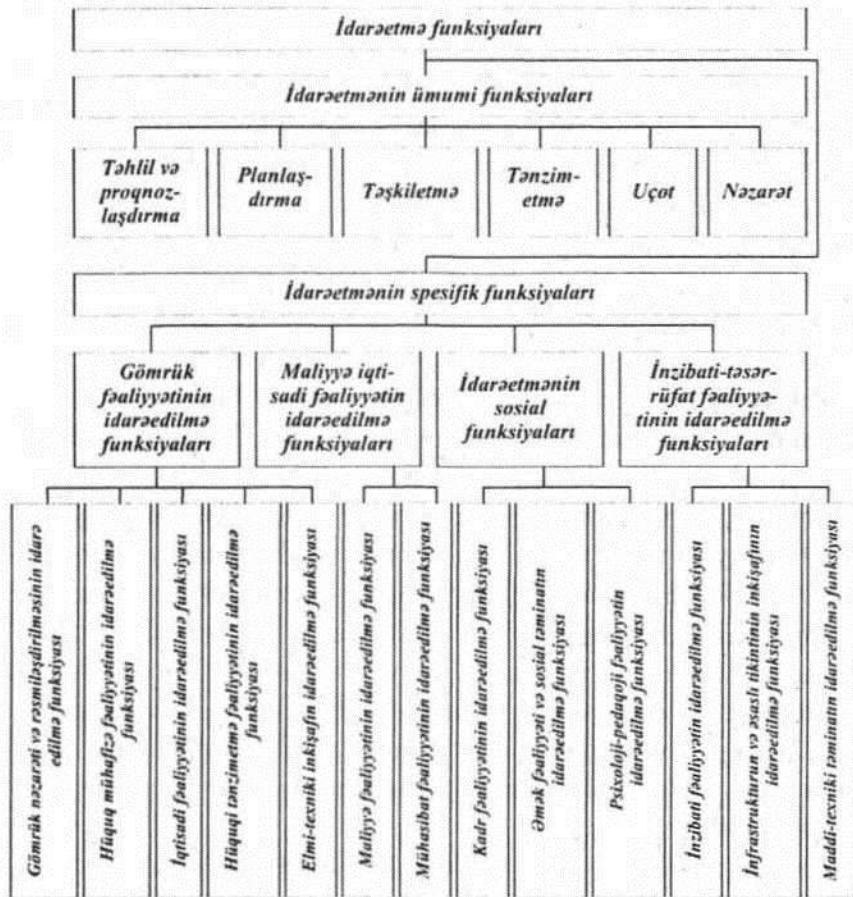 İdarəetmə funksiyaları
İdarəetmənin ümumi funksiyaları
Təhlil və
proqnoz-
laşdırma
Planlaş-
dırma
Təşkiletmə
Tənzim-
etmə
Uçot
Nəzarət
İdarəetmənin spesifik funksiyaları
Gömrük
fəaliyyətinin
idarəedilmə
funksiyaları
Maliyyə iqti-
sadi fəaliyyətin
idarəedilmə
funksiyaları
İdarəetmənin
sosial
funksiyaları
İnzibati-təsər-
rüfat fəaliyyə-
tinin idarəedilmə
funksiyaları
Gömrük nəzarəti və rəsmiləşdirilməsinin idarə
edilmə funksiyası
Hüquq mühafizə fəaliyyətinin idarəedilmə
funksiyası
İqtisadi fəaliyyətinin idarəedilmə funksiyası
Hüquqi tənzimetmə fəaliyyətinin idarəedilmə
funksiyası
Elmi-texniki inkişafın idarəedilmə funksiyası
Maliyyə fəaliyyətinin idarəedilmə funksiyası
Mühasibat fəaliyyətinin idarəedilmə funksiyası
Kadr fəaliyyətinin idarəedilmə funksiyası
Əmək fəaliyyəti və sosial təminatın
idarəedilmə funksiyası
Psixoloji-pedaqoji fəaliyyətin
idarəedilmə funksiyası
İnzibati fəaliyyətin idarəedilmə funksiyası
İnfrastrukturun və əsaslı tikintinin inkişafının
idarəedilmə funksiyası
Maddi-texniki təminatın idarəedilmə funksiyası